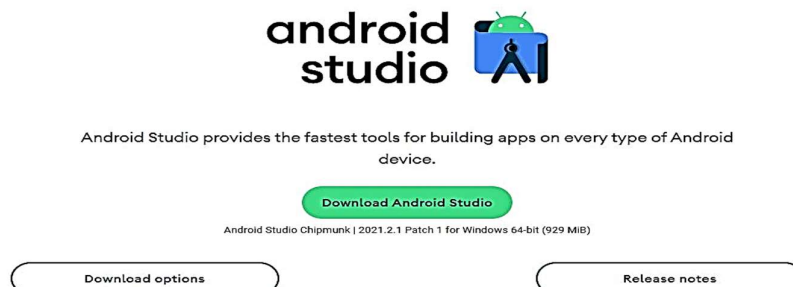 android
studio
Android Studio provides the fastest tools for building apps on every type of Android
device.
Download Android Studio
Android Studio Chipmunk | 2021.2.1 Patch 1 for Windows 64-bit (929 MiB)
Download options
Release notes